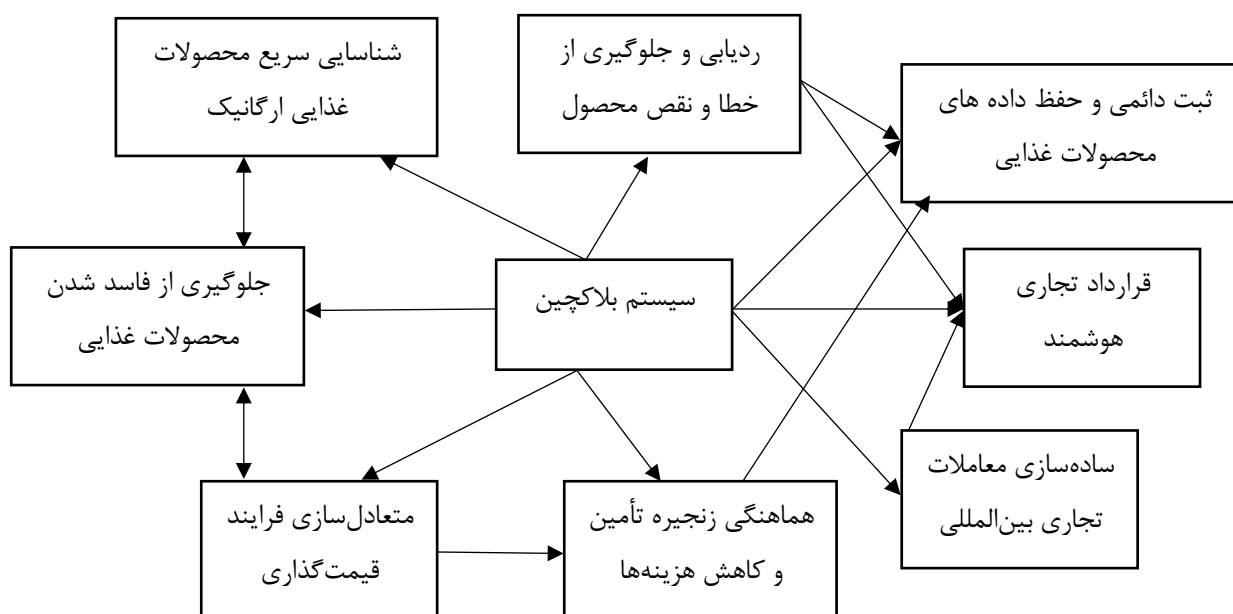 شناسایی سریع محصولات
غذایی ارگانیک
ردیابی و جلوگیری از
خطا و نقص محصول
ثبت دائمی و حفظ داده های
محصولات غذایی
جلوگیری از فاسد شدن
محصولات غذایی
سیستم بلاکچین
قرارداد تجاری
هوشمند
متعادل‌سازی فرایند
قیمت‌گذاری
هماهنگی زنجیره تأمین
و کاهش هزینه‌ها
ساده‌سازی معاملات
تجاری بین‌المللی